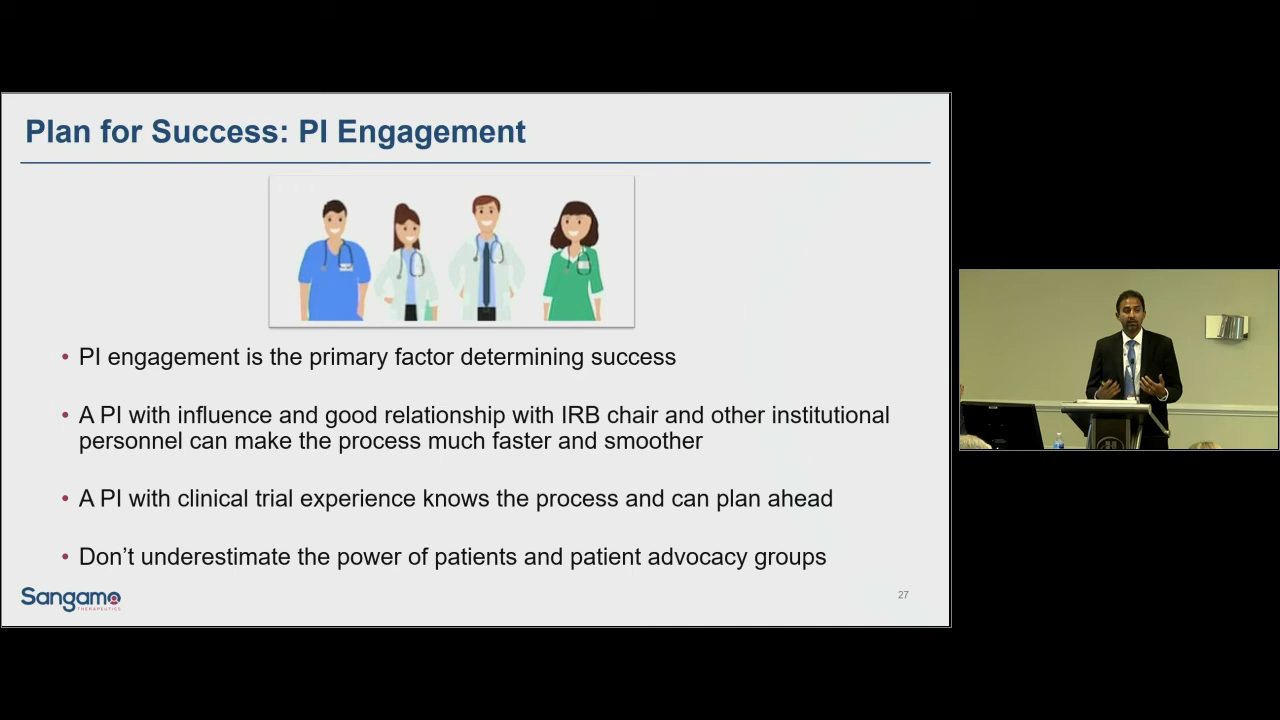 Plan for Success: PI Engagement
• PI engagement is the primary factor determining success
• A PI with influence and good relationship with IRB chair and other institutional
personnel can make the process much faster and smoother
• A PI with clinical trial experience knows the process and can plan ahead
• Don’t underestimate the power of patients and patient advocacy groups
Sangamo
THERAPEUTICS
27